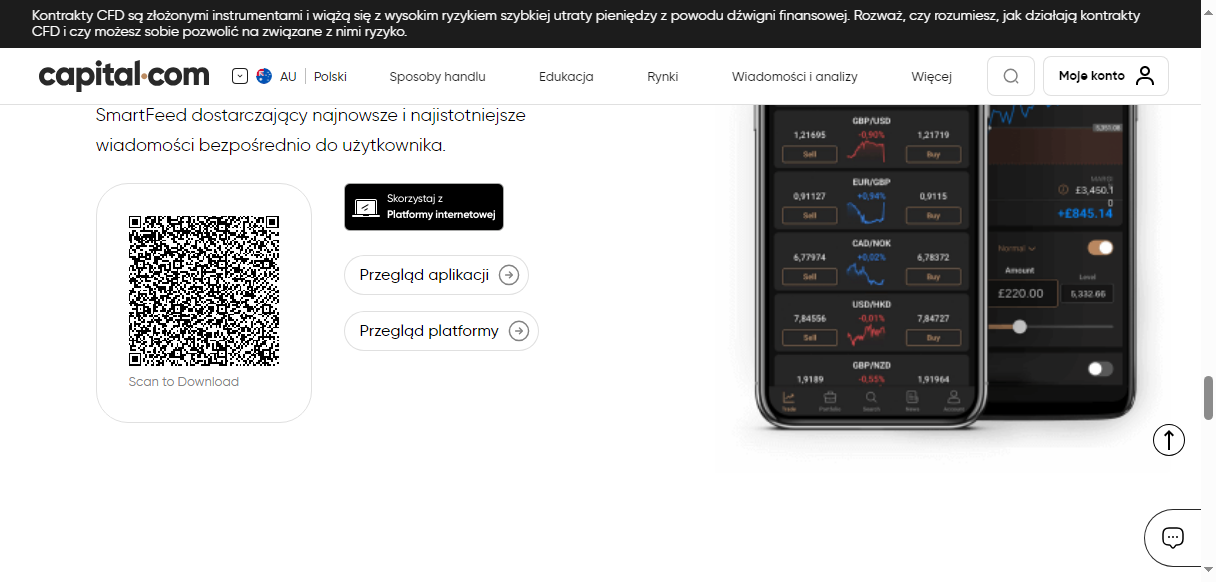 Kontrakty CFD są złożonymi instrumentami i wiążą się z wysokim ryzykiem szybkiej utraty pieniędzy z powodu dźwigni finansowej. Rozważ, czy rozumiesz, jak działają kontrakty
CFD i czy możesz sobie pozwolić na związane z nimi ryzyko.
capital.com
AU
Polski
Sposoby handlu
Edukacja
Rynki
Wiadomości i analizy
Więcej
Moje konto
SmartFeed dostarczający najnowsze i najistotniejsze
wiadomości bezpośrednio do użytkownika.
Skorzystaj z
Platformy internetowej
Przegląd aplikacji
Przegląd platformy
Scan to Download
GBP/USD
1,21695 -0,90% 1,21719
Sell Buy
EUR/GBP
0,91127 +0,94% 0,9115
Sell Buy
CAD/NOK
6,77974 +0,02% 6,78372
Sell Buy
USD/HKD
7,84556 -0,01% 7,84727
Sell Buy
GBP/NZD
1,9189 -0,55% 1,91964
Trade Portfolio Search News Account
£3,450.1
0
+£845.14
Normal
Amount
Level
£220.00
5,332.66